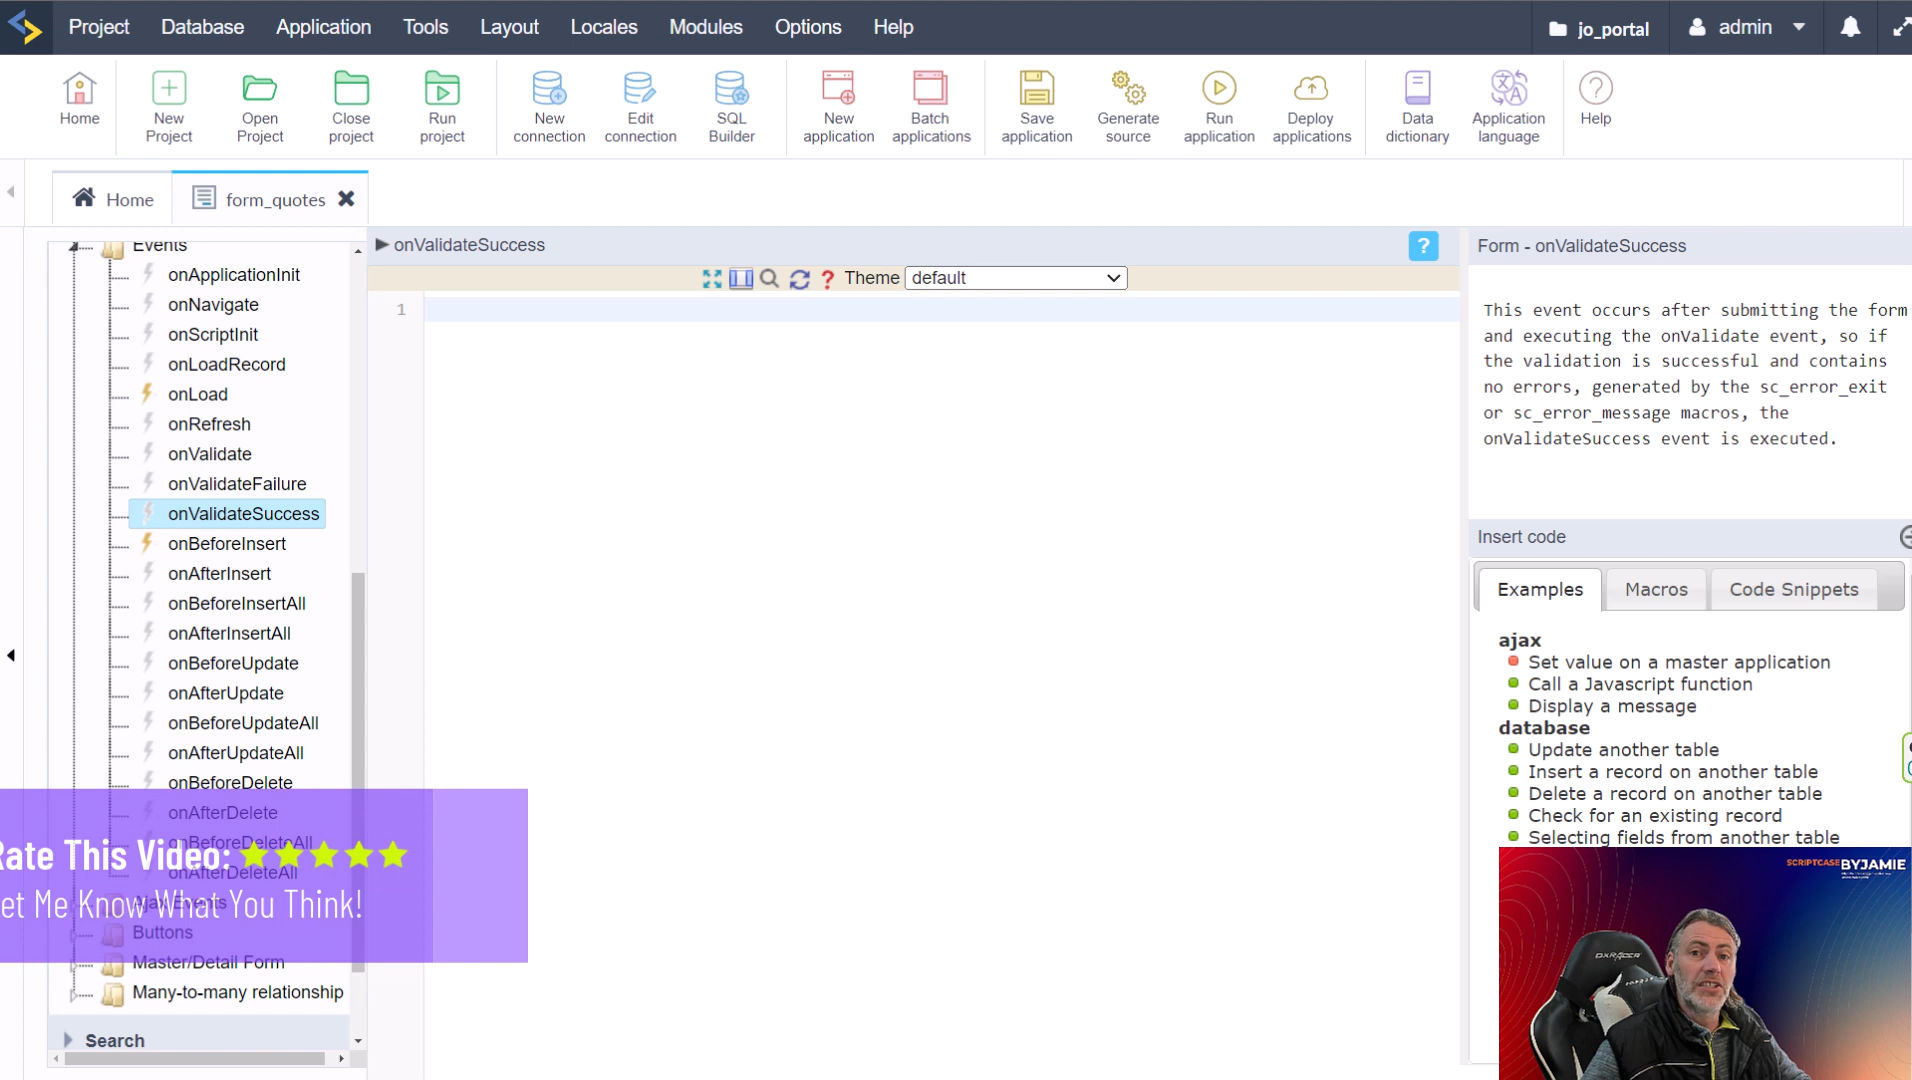 Project Database Application Tools Layout Locales Modules Options Help jo_portal admin
Home
New Project
Open Project
Close project
Run project
New connection
Edit connection
SQL Builder
New application
Batch applications
Save application
Generate source
Run application
Deploy applications
Data dictionary
Application language
Help
Home form_quotes
Events
onApplicationInit
onNavigate
onScriptInit
onLoadRecord
onLoad
onRefresh
onValidate
onValidateFailure
onValidateSuccess
onBeforeInsert
onAfterInsert
onBeforeInsertAll
onAfterInsertAll
onBeforeUpdate
onAfterUpdate
onBeforeUpdateAll
onAfterUpdateAll
onBeforeDelete
onAfterDelete
onBeforeDeleteAll
onAfterDeleteAll
Ajax Events
Buttons
Master/Detail Form
Many-to-many relationship
Search
Rate This Video:
et Me Know What You Think!
onValidateSuccess ?
? Theme default
1
Form - onValidateSuccess
This event occurs after submitting the form
and executing the onValidate event, so if
the validation is successful and contains
no errors, generated by the sc_error_exit
or sc_error_message macros, the
onValidateSuccess event is executed.
Insert code
Examples Macros Code Snippets
ajax
Set value on a master application
Call a Javascript function
Display a message
database
Update another table
Insert a record on another table
Delete a record on another table
Check for an existing record
Selecting fields from another table
SCRIPTCASE BYJAMIE
DXRACER